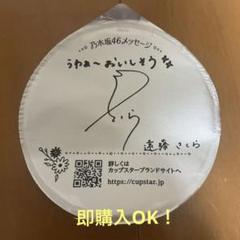 乃木坂46メッセージ
うわぁ〜おいしそう
さくら
遠藤 さくら
詳しくは
カップスターブランドサイトへ
https://cupstar.jp
即購入OK！